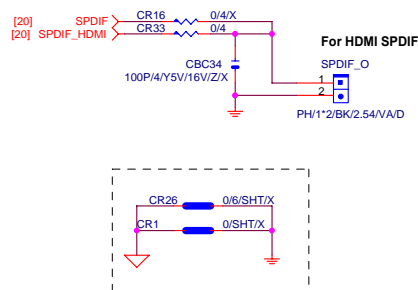 [20] SPDIF CR16 0/4/X
[20] SPDIF_HDMI CR33 0/4
For HDMI SPDIF
CBC34 SPDIF_O
100P/4/Y5V/16V/Z/X
1
2
PH/1*2/BK/2.54/VA/D
CR26 0/6/SHT/X
CR1 0/SHT/X